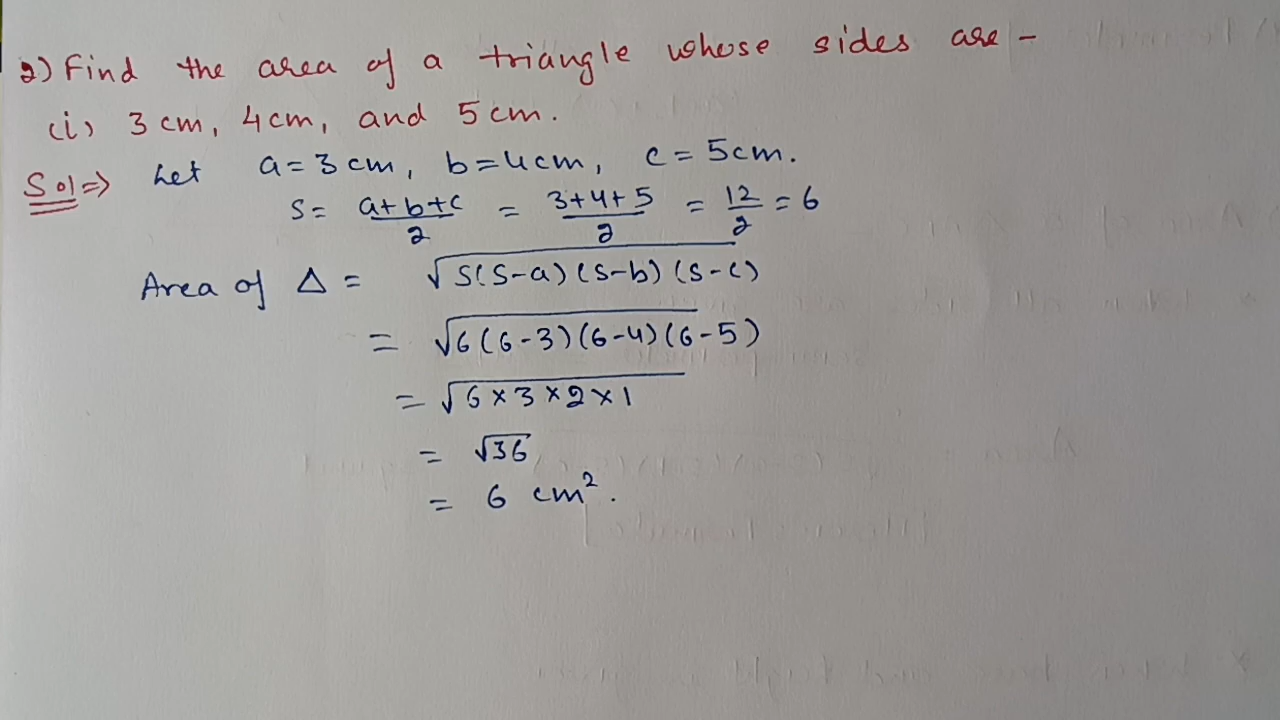 2) Find the area of a triangle whose sides are -
(i) 3 cm, 4 cm, and 5 cm.
Sol => Let a = 3 cm, b = 4 cm, c = 5 cm.
S = a+b+c/2 = 3+4+5/2 = 12/2 = 6
Area of Δ = √S(S-a)(S-b)(S-c)
= √6(6-3)(6-4)(6-5)
= √6×3×2×1
= √36
= 6 cm².